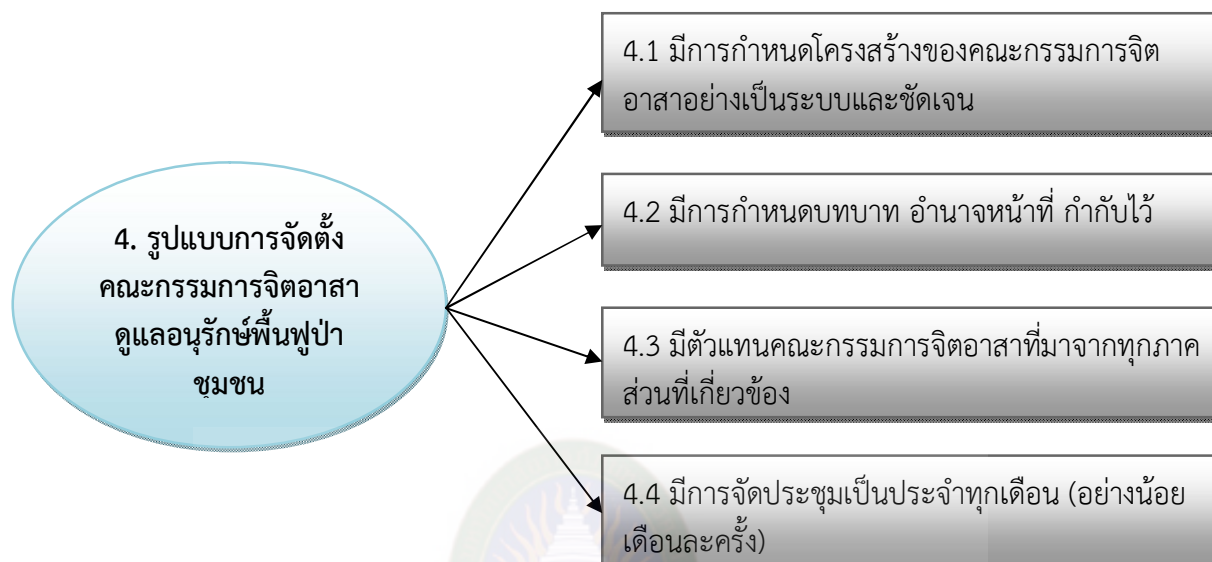 4. รูปแบบการจัดตั้ง
คณะกรรมการจิตอาสา
ดูแลอนุรักษ์พื้นฟูป่า
ชุมชน
4.1 มีการกำหนดโครงสร้างของคณะกรรมการจิต
อาสาอย่างเป็นระบบและชัดเจน
4.2 มีการกำหนดบทบาท อำนาจหน้าที่ กำกับไว้
4.3 มีตัวแทนคณะกรรมการจิตอาสาที่มาจากทุกภาค
ส่วนที่เกี่ยวข้อง
4.4 มีการจัดประชุมเป็นประจำทุกเดือน (อย่างน้อย
เดือนละครั้ง)